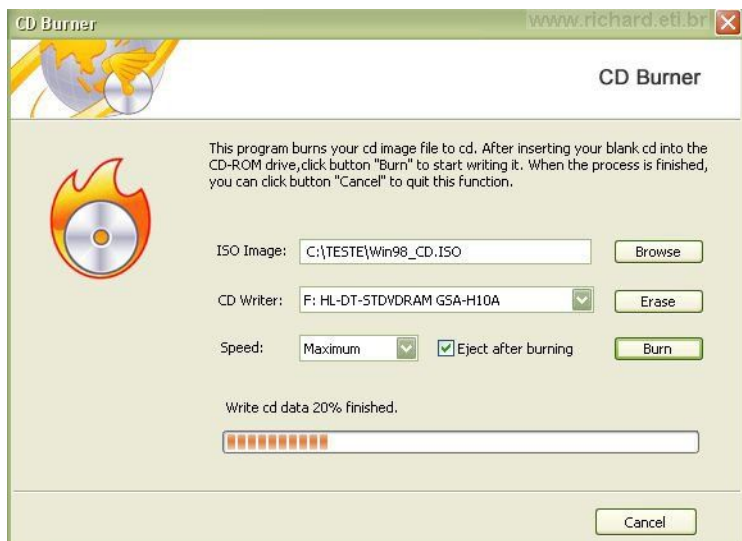 CD Burner
www.richard.eti.br
CD Burner
This program burns your cd image file to cd. After inserting your blank cd into the
CD-ROM drive,click button "Burn" to start writing it. When the process is finished,
you can click button "Cancel" to quit this function.
ISO Image: C:\TESTE\Win98_CD.ISO Browse
CD Writer: F: HL-DT-STDVDRAM GSA-H10A Erase
Speed: Maximum Eject after burning Burn
Write cd data 20% finished.
Cancel